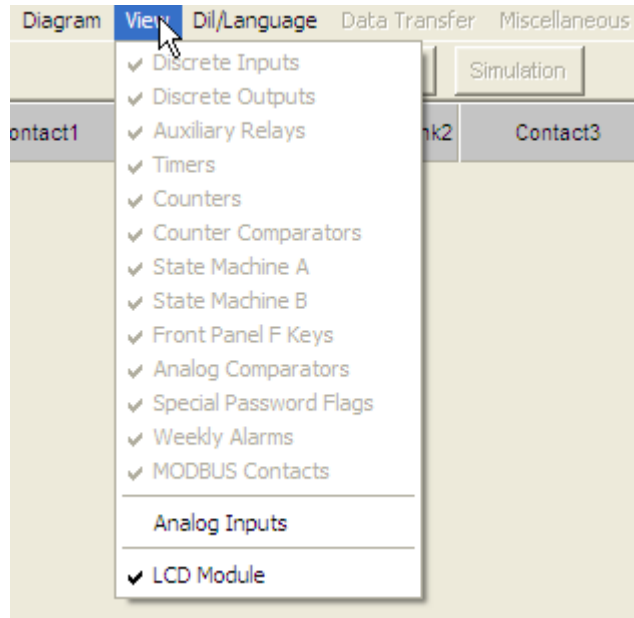 Diagram View Dil/Language Data Transfer Miscellaneous
Discrete Inputs
Simulation
Discrete Outputs
ontact1 nk2 Contact3
Auxiliary Relays
Timers
Counters
Counter Comparators
State Machine A
State Machine B
Front Panel F Keys
Analog Comparators
Special Password Flags
Weekly Alarms
MODBUS Contacts
Analog Inputs
LCD Module